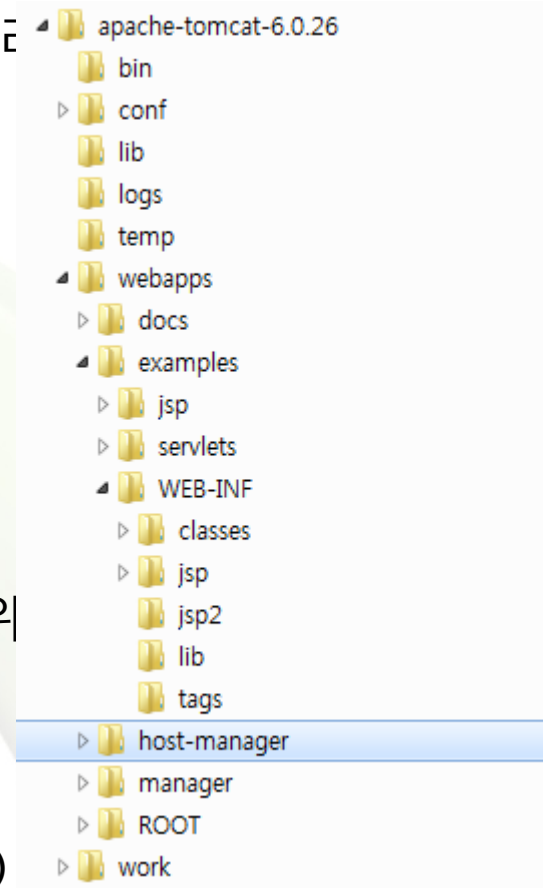 apache-tomcat-6.0.26
bin
conf
lib
logs
temp
webapps
docs
examples
jsp
servlets
WEB-INF
classes
jsp
jsp2
lib
tags
host-manager
manager
ROOT
)
work